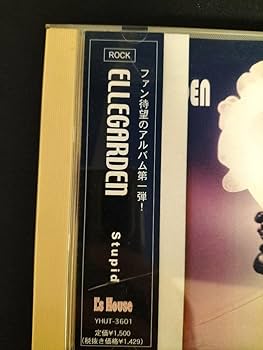 ROCK
ファン待望のアルバム第一弾!
ELLEGARDEN
Stupid
E's House
YHUT-3601
定価¥1,500
(税抜き価格¥1,429)
EN